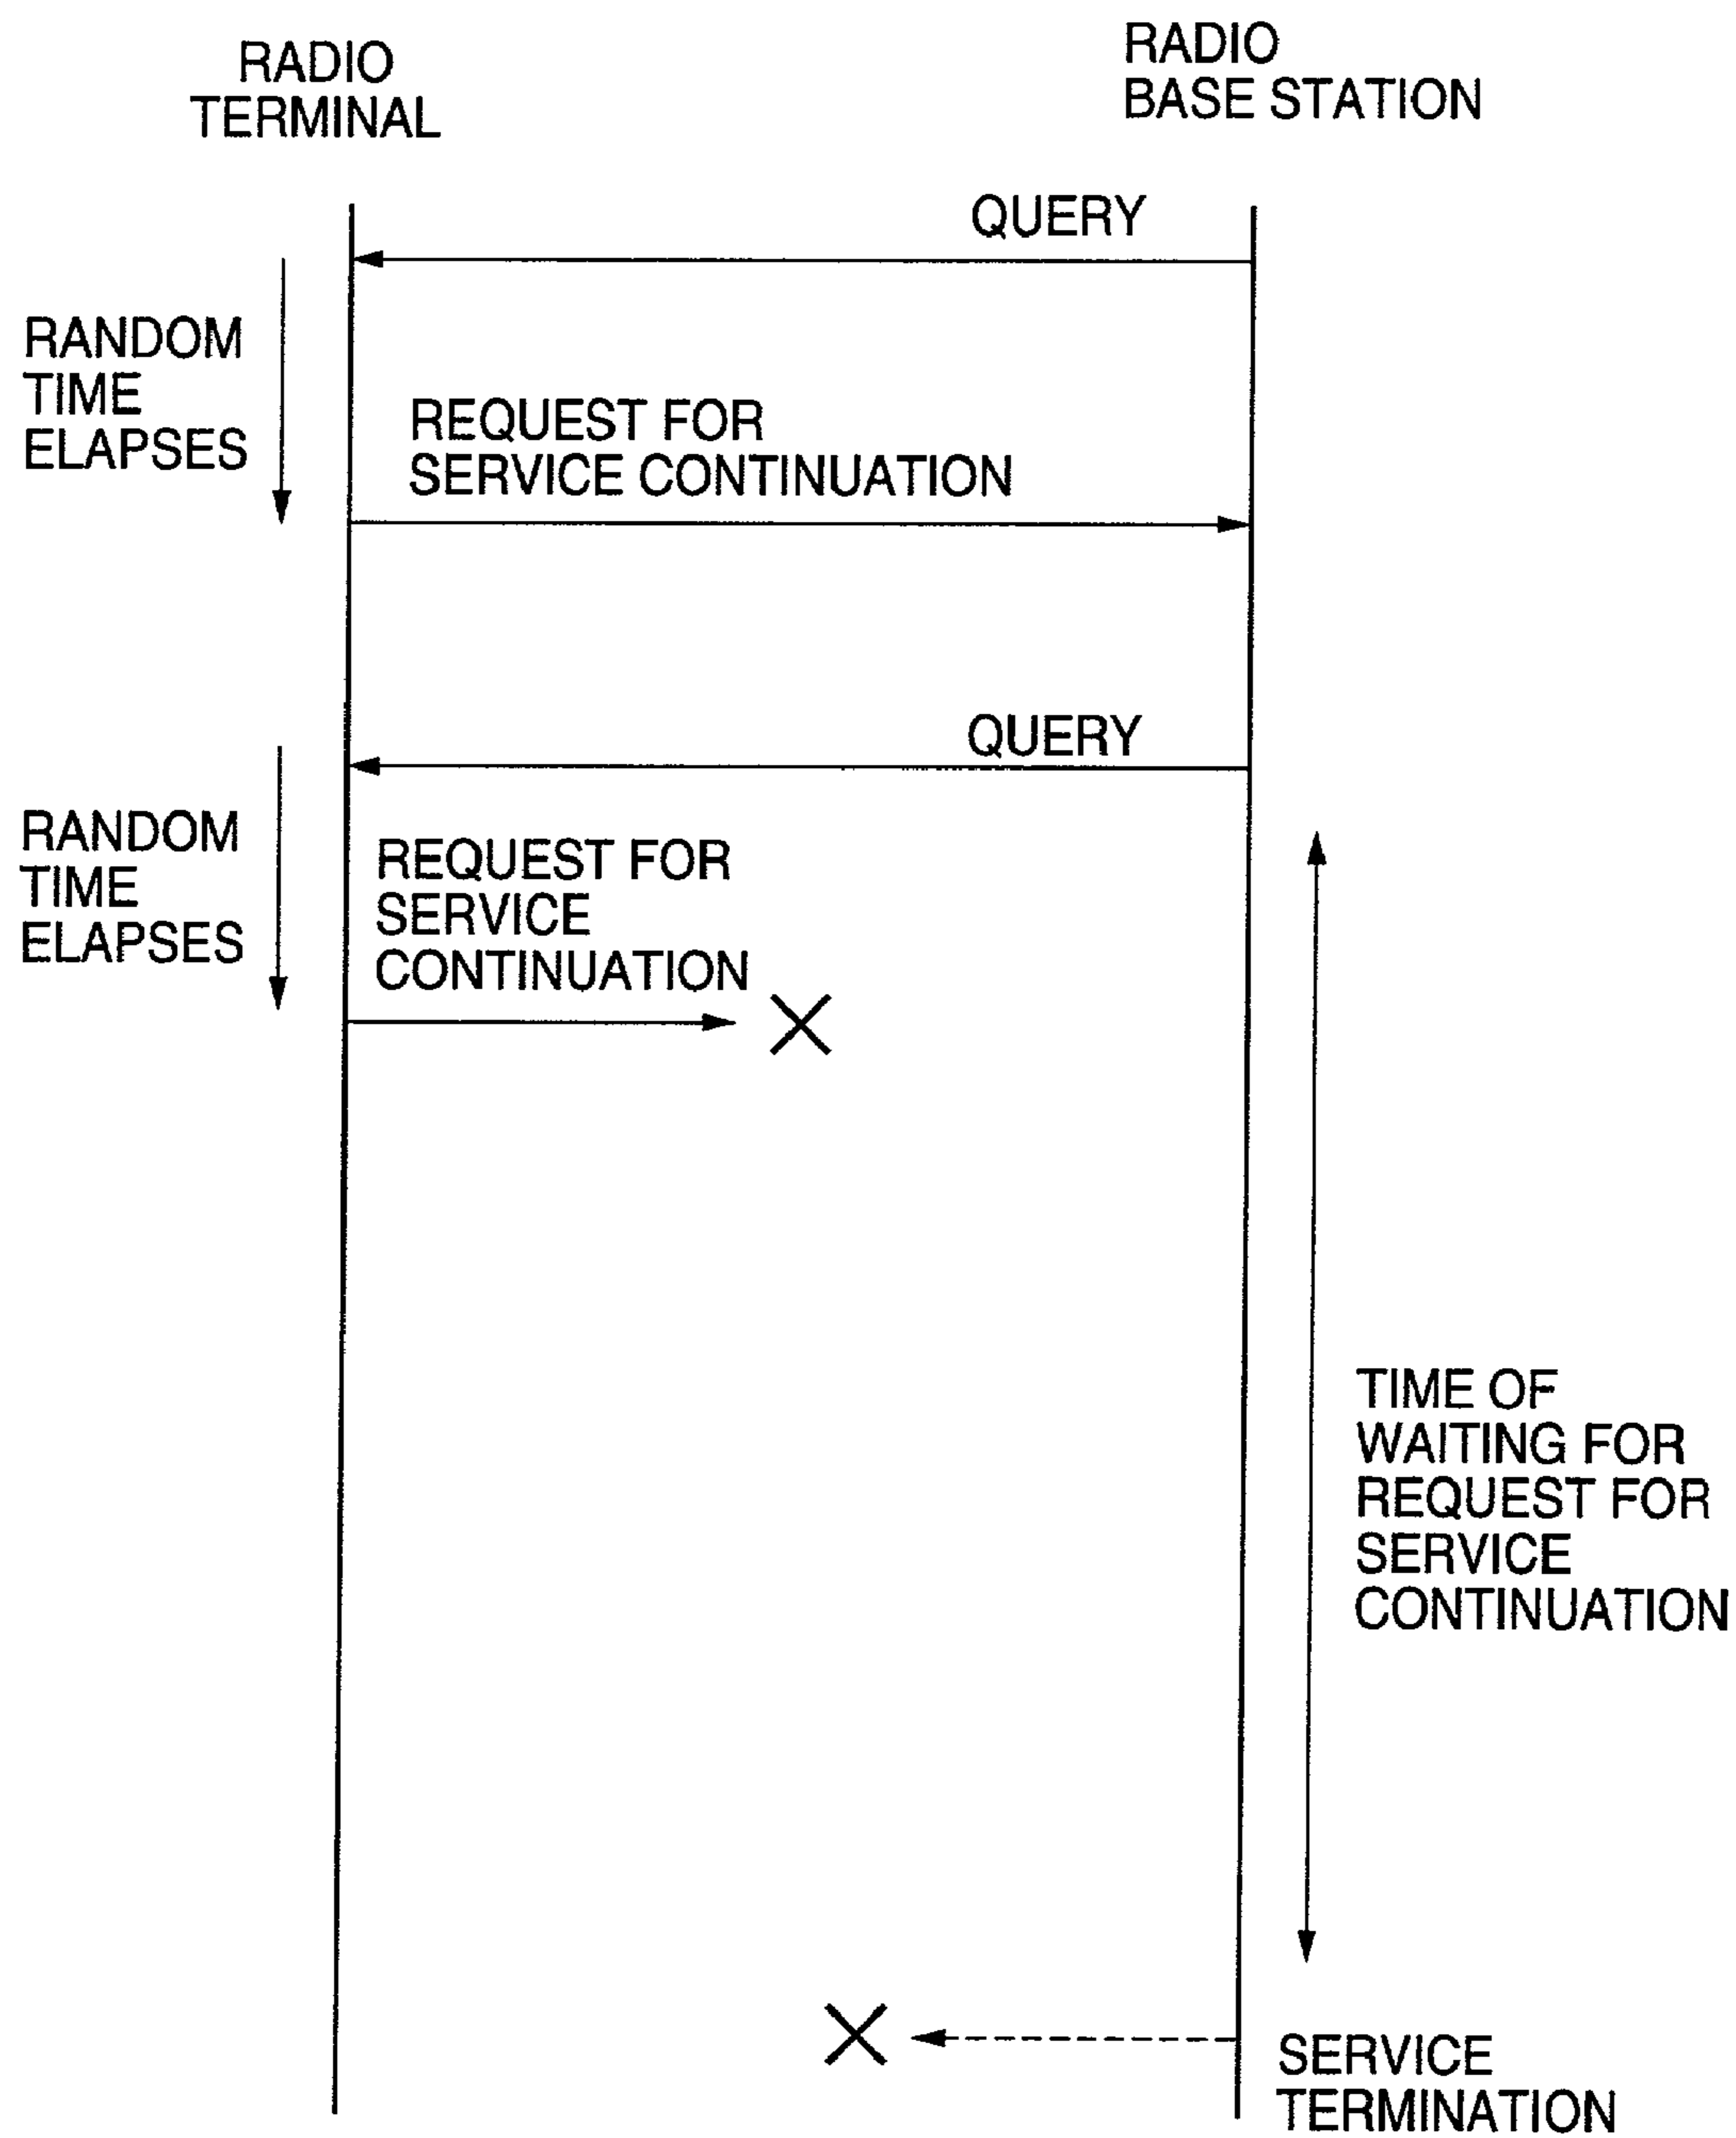 RADIO
TERMINAL
RADIO
BASE STATION
QUERY
RANDOM
TIME
ELAPSES
REQUEST FOR
SERVICE CONTINUATION
QUERY
RANDOM
TIME
ELAPSES
REQUEST FOR
SERVICE
CONTINUATION
TIME OF
WAITING FOR
REQUEST FOR
SERVICE
CONTINUATION
SERVICE
TERMINATION